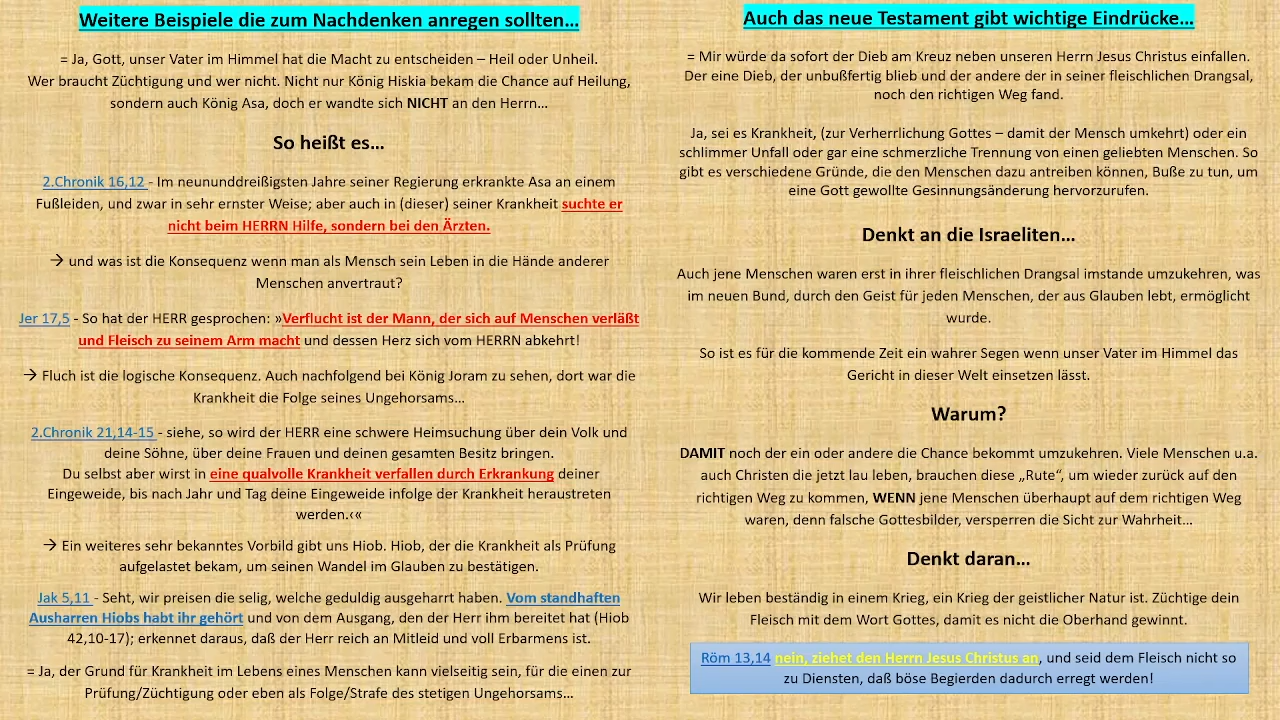 Weitere Beispiele die zum Nachdenken anregen sollten...
= Ja, Gott, unser Vater im Himmel hat die Macht zu entscheiden – Heil oder Unheil.
Wer braucht Züchtigung und wer nicht. Nicht nur König Hiskia bekam die Chance auf Heilung,
sondern auch König Asa, doch er wandte sich NICHT an den Herrn...
So heißt es...
2.Chronik 16,12 - Im neununddreißigsten Jahre seiner Regierung erkrankte Asa an einem
Fußleiden, und zwar in sehr ernster Weise; aber auch in (dieser) seiner Krankheit suchte er
nicht beim HERRN Hilfe, sondern bei den Ärzten.
→ und was ist die Konsequenz wenn man als Mensch sein Leben in die Hände anderer
Menschen anvertraut?
Jer 17,5 - So hat der HERR gesprochen: »Verflucht ist der Mann, der sich auf Menschen verläßt
und Fleisch zu seinem Arm macht und dessen Herz sich vom HERRN abkehrt!
→ Fluch ist die logische Konsequenz. Auch nachfolgend bei König Joram zu sehen, dort war die
Krankheit die Folge seines Ungehorsams...
2.Chronik 21,14-15 - siehe, so wird der HERR eine schwere Heimsuchung über dein Volk und
deine Söhne, über deine Frauen und deinen gesamten Besitz bringen.
Du selbst aber wirst in eine qualvolle Krankheit verfallen durch Erkrankung deiner
Eingeweide, bis nach Jahr und Tag deine Eingeweide infolge der Krankheit heraustreten
werden.‹«
→ Ein weiteres sehr bekanntes Vorbild gibt uns Hiob. Hiob, der die Krankheit als Prüfung
aufgelastet bekam, um seinen Wandel im Glauben zu bestätigen.
Jak 5,11 - Seht, wir preisen die selig, welche geduldig ausgeharrt haben. Vom standhaften
Ausharren Hiobs habt ihr gehört und von dem Ausgang, den der Herr ihm bereitet hat (Hiob
42,10-17); erkennet daraus, daß der Herr reich an Mitleid und voll Erbarmens ist.
= Ja, der Grund für Krankheit im Lebens eines Menschen kann vielseitig sein, für die einen zur
Prüfung/Züchtigung oder eben als Folge/Strafe des stetigen Ungehorsams...
Auch das neue Testament gibt wichtige Eindrücke...
= Mir würde da sofort der Dieb am Kreuz neben unseren Herrn Jesus Christus einfallen.
Der eine Dieb, der unbußfertig blieb und der andere der in seiner fleischlichen Drangsal,
noch den richtigen Weg fand.
Ja, sei es Krankheit, (zur Verherrlichung Gottes – damit der Mensch umkehrt) oder ein
schlimmer Unfall oder gar eine schmerzliche Trennung von einen geliebten Menschen. So
gibt es verschiedene Gründe, die den Menschen dazu antreiben können, Buße zu tun, um
eine Gott gewollte Gesinnungsänderung hervorzurufen.
Denkt an die Israeliten...
Auch jene Menschen waren erst in ihrer fleischlichen Drangsal imstande umzukehren, was
im neuen Bund, durch den Geist für jeden Menschen, der aus Glauben lebt, ermöglicht
wurde.
So ist es für die kommende Zeit ein wahrer Segen wenn unser Vater im Himmel das
Gericht in dieser Welt einsetzen lässt.
Warum?
DAMIT noch der ein oder andere die Chance bekommt umzukehren. Viele Menschen u.a.
auch Christen die jetzt lau leben, brauchen diese „Rute“, um wieder zurück auf den
richtigen Weg zu kommen, WENN jene Menschen überhaupt auf dem richtigen Weg
waren, denn falsche Gottesbilder, versperren die Sicht zur Wahrheit...
Denkt daran...
Wir leben beständig in einem Krieg, ein Krieg der geistlicher Natur ist. Züchtige dein
Fleisch mit dem Wort Gottes, damit es nicht die Oberhand gewinnt.
Röm 13,14 nein, ziehet den Herrn Jesus Christus an, und seid dem Fleisch nicht so
zu Diensten, daß böse Begierden dadurch erregt werden!